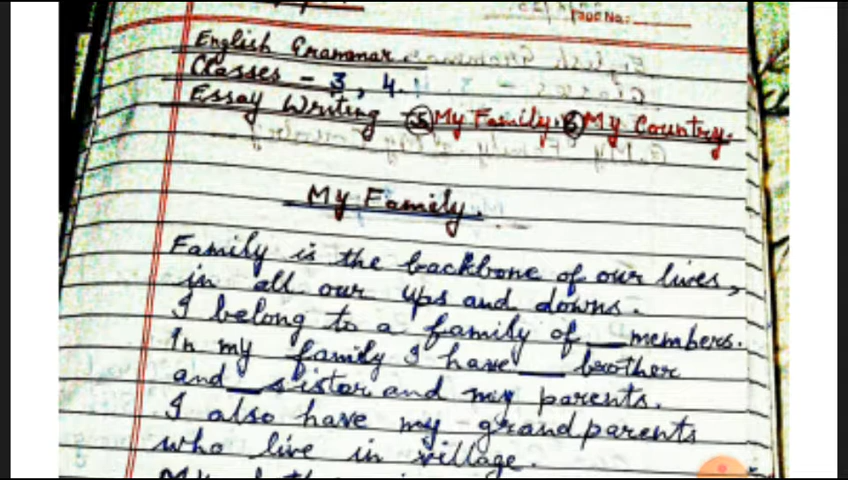 English Grammar.
Classes - 3, 4.
Essay Writing - 5 My Family. 6 My Country.
My Family.
Family is the backbone of our lives,
in all our ups and downs.
I belong to a family of __ members.
In my family I have __ brother
and __ sister and my parents.
I also have my grandparents
who live in village.